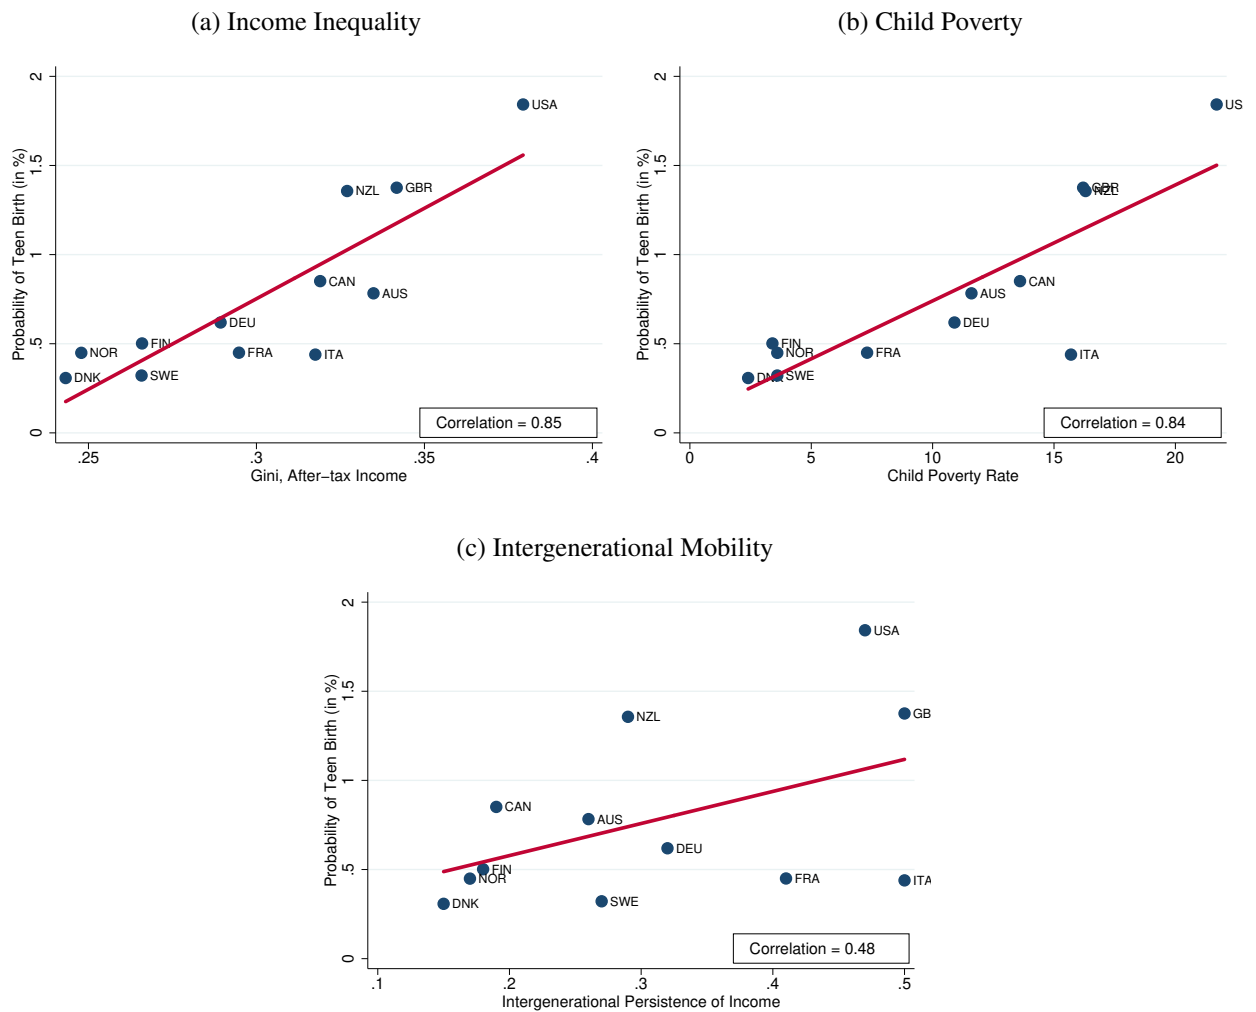 (a) Income Inequality
Probability of Teen Birth (in %)
2
1.5
1
.5
0
USA
GBR
NZL
CAN
AUS
DEU
FIN
NOR
FRA
ITA
DNK
SWE
Correlation = 0.85
.25
.3
.35
.4
Gini, After−tax Income
(b) Child Poverty
Probability of Teen Birth (in %)
2
1.5
1
.5
0
US
GBR
NZL
CAN
AUS
DEU
FIN
NOR
FRA
ITA
DNK
SWE
Correlation = 0.84
0
5
10
15
20
Child Poverty Rate
(c) Intergenerational Mobility
Probability of Teen Birth (in %)
2
1.5
1
.5
0
USA
GB
NZL
CAN
AUS
DEU
FIN
NOR
FRA
ITA
DNK
SWE
Correlation = 0.48
.1
.2
.3
.4
.5
Intergenerational Persistence of Income